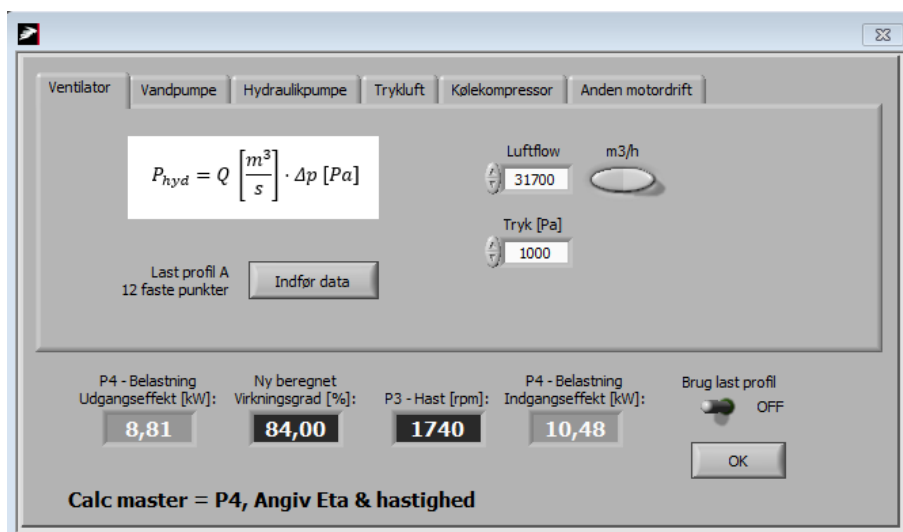 Ventilator
Vandpumpe
Hydraulikpumpe
Trykluft
Kølekompressor
Anden motordrift
P_hyd = Q [m³/s] · Δp [Pa]
Luftflow
m3/h
31700
Tryk [Pa]
1000
Last profil A
12 faste punkter
Indfør data
P4 - Belastning
Udgangseffekt [kW]:
8,81
Ny beregnet
Virkningsgrad [%]:
84,00
P3 - Hast [rpm]:
1740
P4 - Belastning
Indgangseffekt [kW]:
10,48
Brug last profil
OFF
OK
Calc master = P4, Angiv Eta & hastighed